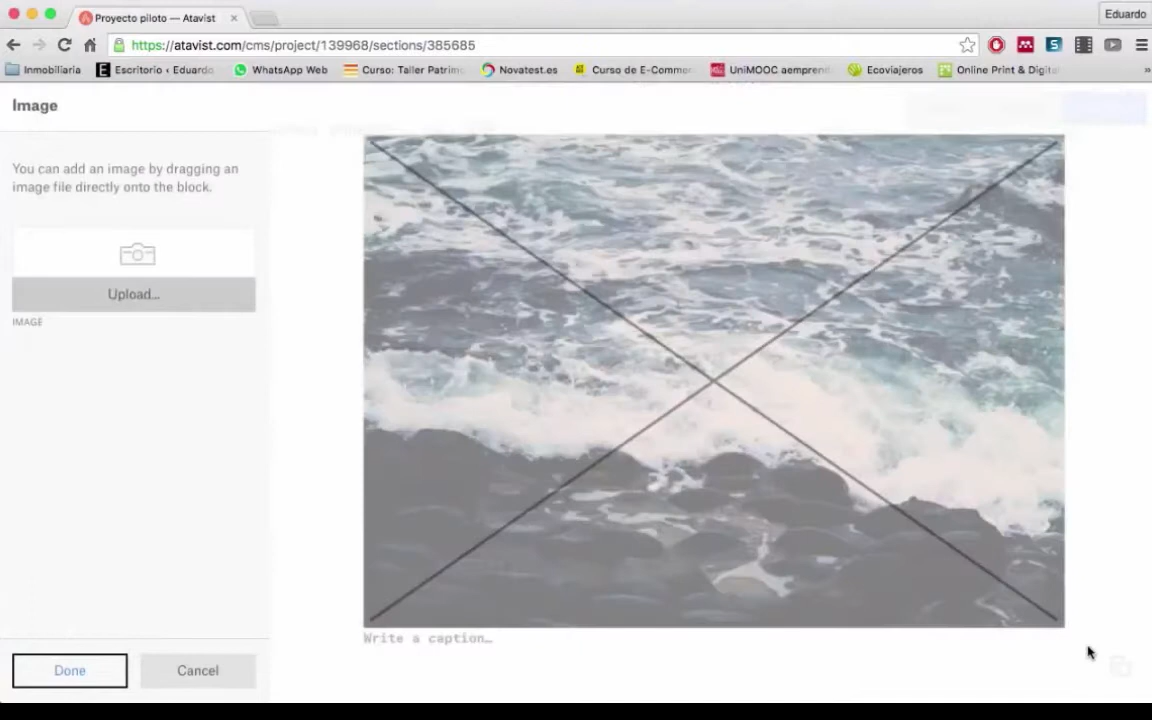 Proyecto piloto — Atavist
Eduardo
https://atavist.com/cms/project/139968/sections/385685
Inmobiliaria
Escritorio ‹ Eduardo
WhatsApp Web
Curso: Taller Patrim
Novatest.es
Curso de E-Commer
UniMOOC aemprend
Ecoviajeros
Online Print & Digita
»
Image
You can add an image by dragging an
image file directly onto the block.
Upload...
IMAGE
Write a caption...
Done
Cancel